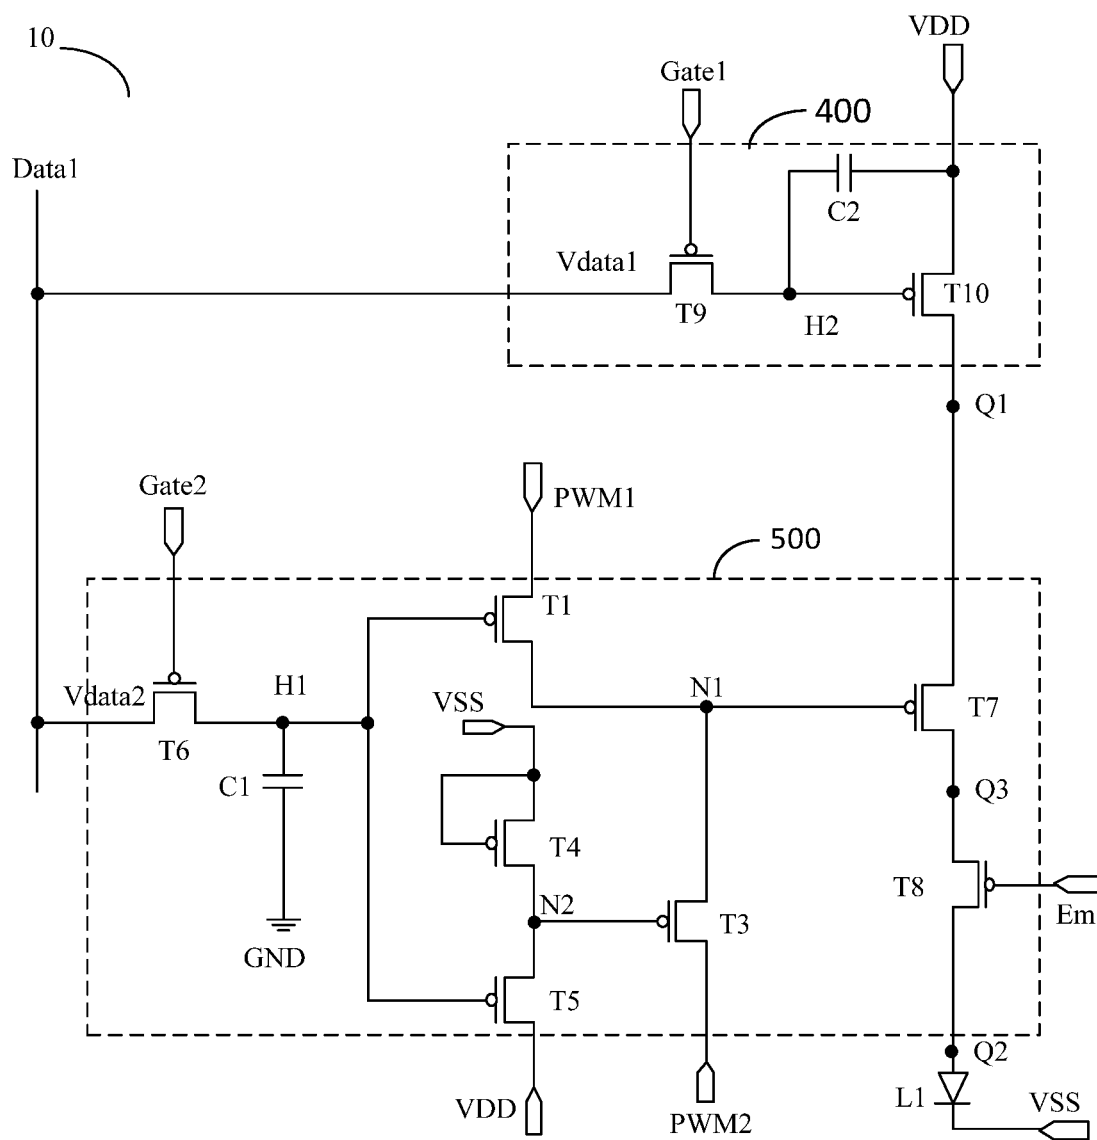 10
VDD
Gate1
400
Data1
C2
Vdata1
T9
H2
T10
Q1
Gate2
PWM1
500
T1
Vdata2
H1
T6
C1
VSS
N1
T7
Q3
T4
T8
N2
T3
Em
GND
T5
Q2
VDD
PWM2
L1
VSS